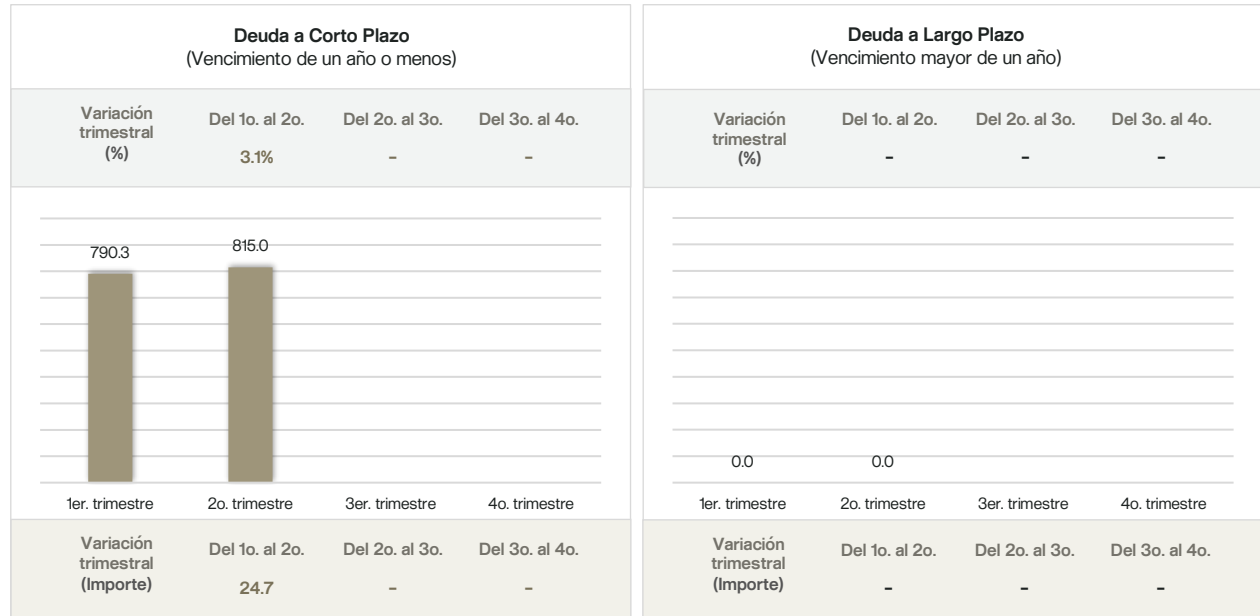 Deuda a Corto Plazo
(Vencimiento de un año o menos)
Variación
trimestral
(%)
Del 1o. al 2o.
Del 2o. al 3o.
Del 3o. al 4o.
3.1%
-
-
790.3
815.0
1er. trimestre
2o. trimestre
3er. trimestre
4o. trimestre
Variación
trimestral
(Importe)
Del 1o. al 2o.
Del 2o. al 3o.
Del 3o. al 4o.
24.7
-
-
Deuda a Largo Plazo
(Vencimiento mayor de un año)
Variación
trimestral
(%)
Del 1o. al 2o.
Del 2o. al 3o.
Del 3o. al 4o.
-
-
-
0.0
0.0
1er. trimestre
2o. trimestre
3er. trimestre
4o. trimestre
Variación
trimestral
(Importe)
Del 1o. al 2o.
Del 2o. al 3o.
Del 3o. al 4o.
-
-
-